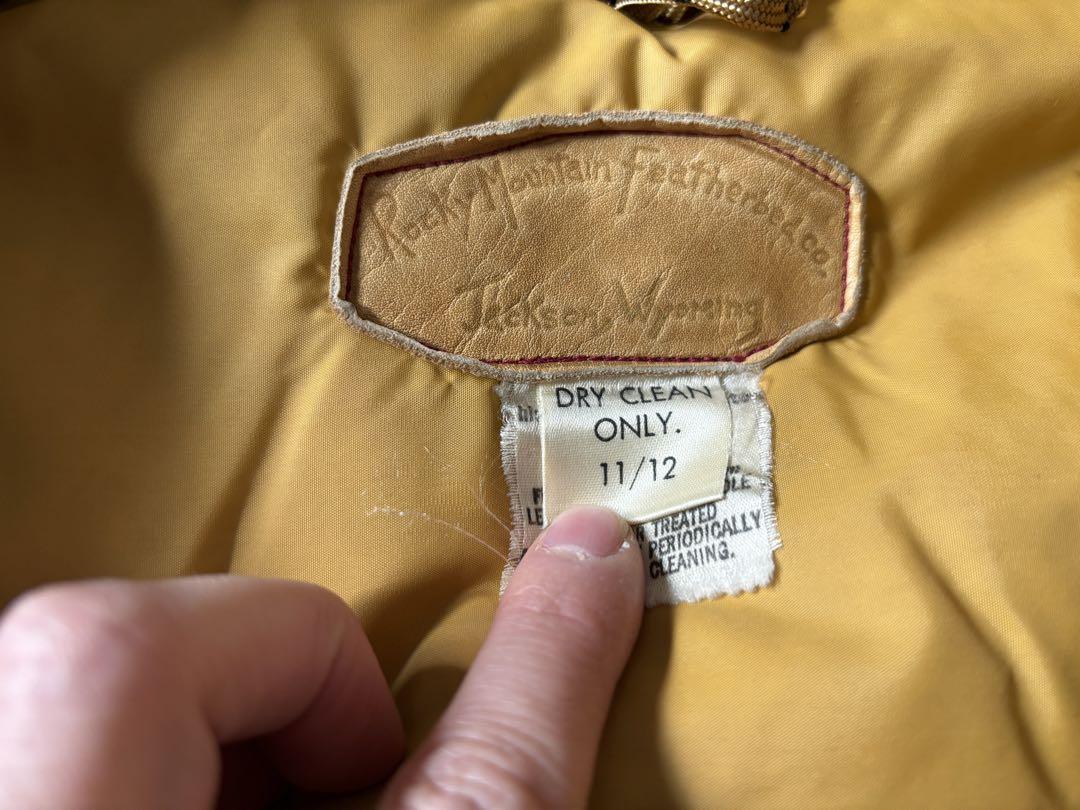 Rocky Mountain Featherbed co.
Jackson, Wyoming
DRY CLEAN
ONLY.
11/12
TREATED
PERIODICALLY
CLEANING.